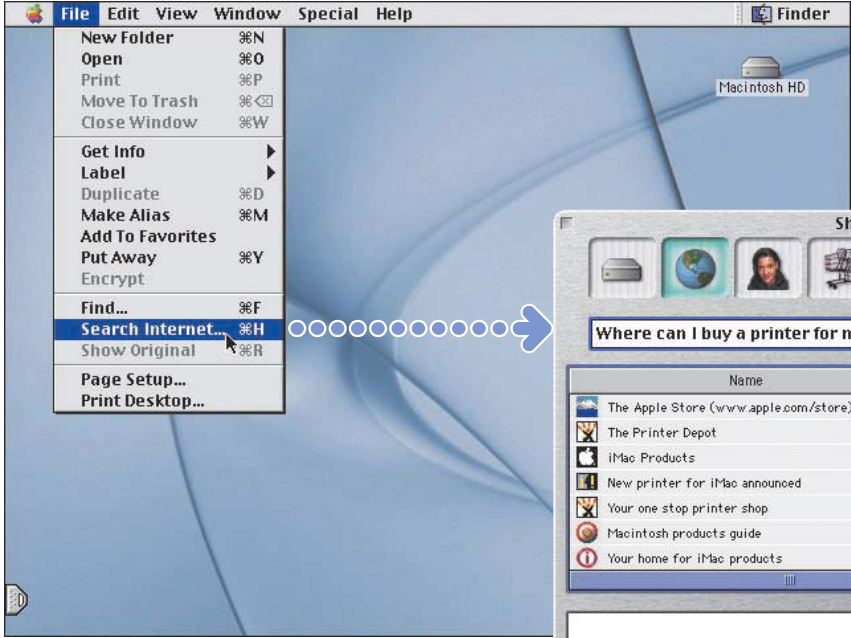 File Edit View Window Special Help Finder
New Folder ⌘N
Open ⌘O
Print ⌘P
Move To Trash ⌘⌫
Close Window ⌘W
Get Info
Label
Duplicate ⌘D
Make Alias ⌘M
Add To Favorites
Put Away ⌘Y
Encrypt
Find... ⌘F
Search Internet... ⌘H
Show Original ⌘R
Page Setup...
Print Desktop...
Macintosh HD
Where can I buy a printer for
Name
The Apple Store (www.apple.com/store)
The Printer Depot
iMac Products
New printer for iMac announced
Your one stop printer shop
Macintosh products guide
Your home for iMac products